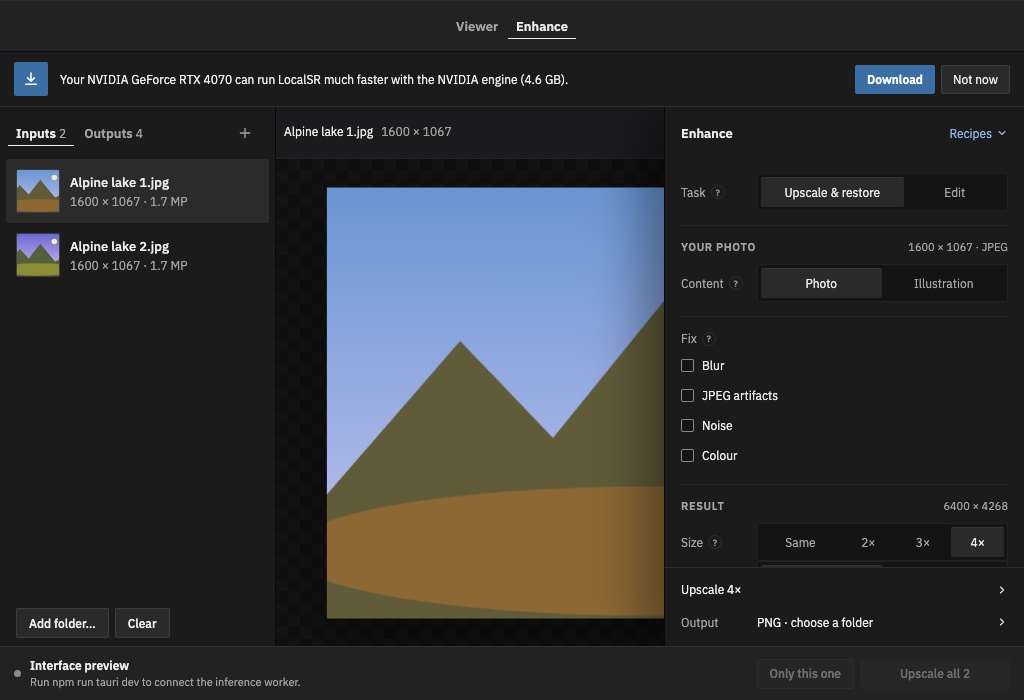 Viewer Enhance
Your NVIDIA GeForce RTX 4070 can run LocalSR much faster with the NVIDIA engine (4.6 GB). Download Not now
Inputs 2 Outputs 4 +
Alpine lake 1.jpg
1600 × 1067 · 1.7 MP
Alpine lake 2.jpg
1600 × 1067 · 1.7 MP
Add folder... Clear
Alpine lake 1.jpg 1600 × 1067
Enhance Recipes
Task ? Upscale & restore Edit
YOUR PHOTO 1600 × 1067 · JPEG
Content ? Photo Illustration
Fix ?
Blur
JPEG artifacts
Noise
Colour
RESULT 6400 × 4268
Size ? Same 2× 3× 4×
Upscale 4×
Output PNG · choose a folder
Interface preview
Run npm run tauri dev to connect the inference worker.
Only this one Upscale all 2